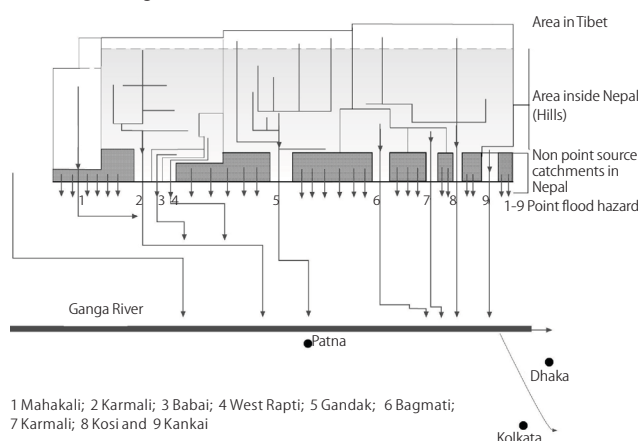 Area in Tibet
Area inside Nepal
(Hills)
Non point source
catchments in
Nepal
1 2 3 4 5 6 7 8 9 1-9 Point flood hazard
Ganga River
Patna
Dhaka
Kolkata
1 Mahakali; 2 Karmali; 3 Babai; 4 West Rapti; 5 Gandak; 6 Bagmati;
7 Karmali; 8 Kosi and 9 Kankai